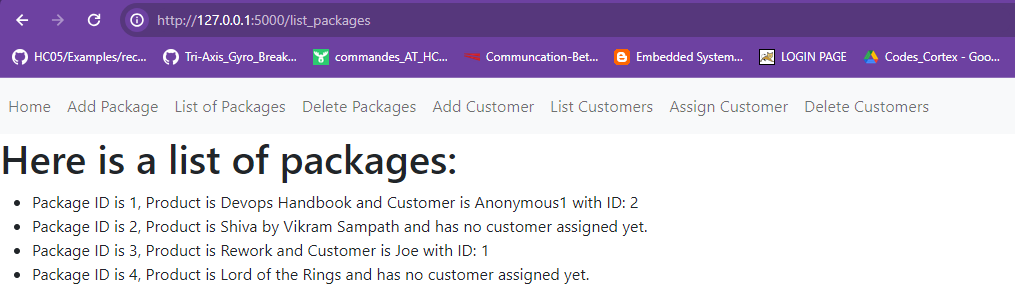 http://127.0.0.1:5000/list_packages
HC05/Examples/rec... Tri-Axis_Gyro_Break... commandes_AT_HC... Communcation-Bet... Embedded System... LOGIN PAGE Codes_Cortex - Goo...
Home Add Package List of Packages Delete Packages Add Customer List Customers Assign Customer Delete Customers
Here is a list of packages:
• Package ID is 1, Product is Devops Handbook and Customer is Anonymous1 with ID: 2
• Package ID is 2, Product is Shiva by Vikram Sampath and has no customer assigned yet.
• Package ID is 3, Product is Rework and Customer is Joe with ID: 1
• Package ID is 4, Product is Lord of the Rings and has no customer assigned yet.